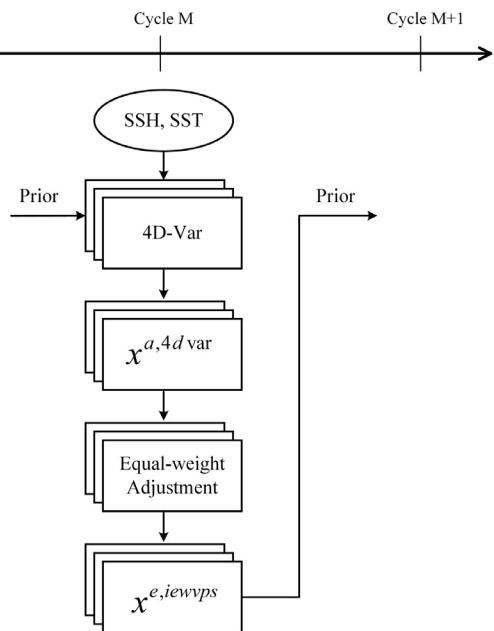 Cycle M
Cycle M+1
SSH, SST
Prior
Prior
4D-Var
x^{a,4d var}
Equal-weight
Adjustment
x^{e,iewvps}